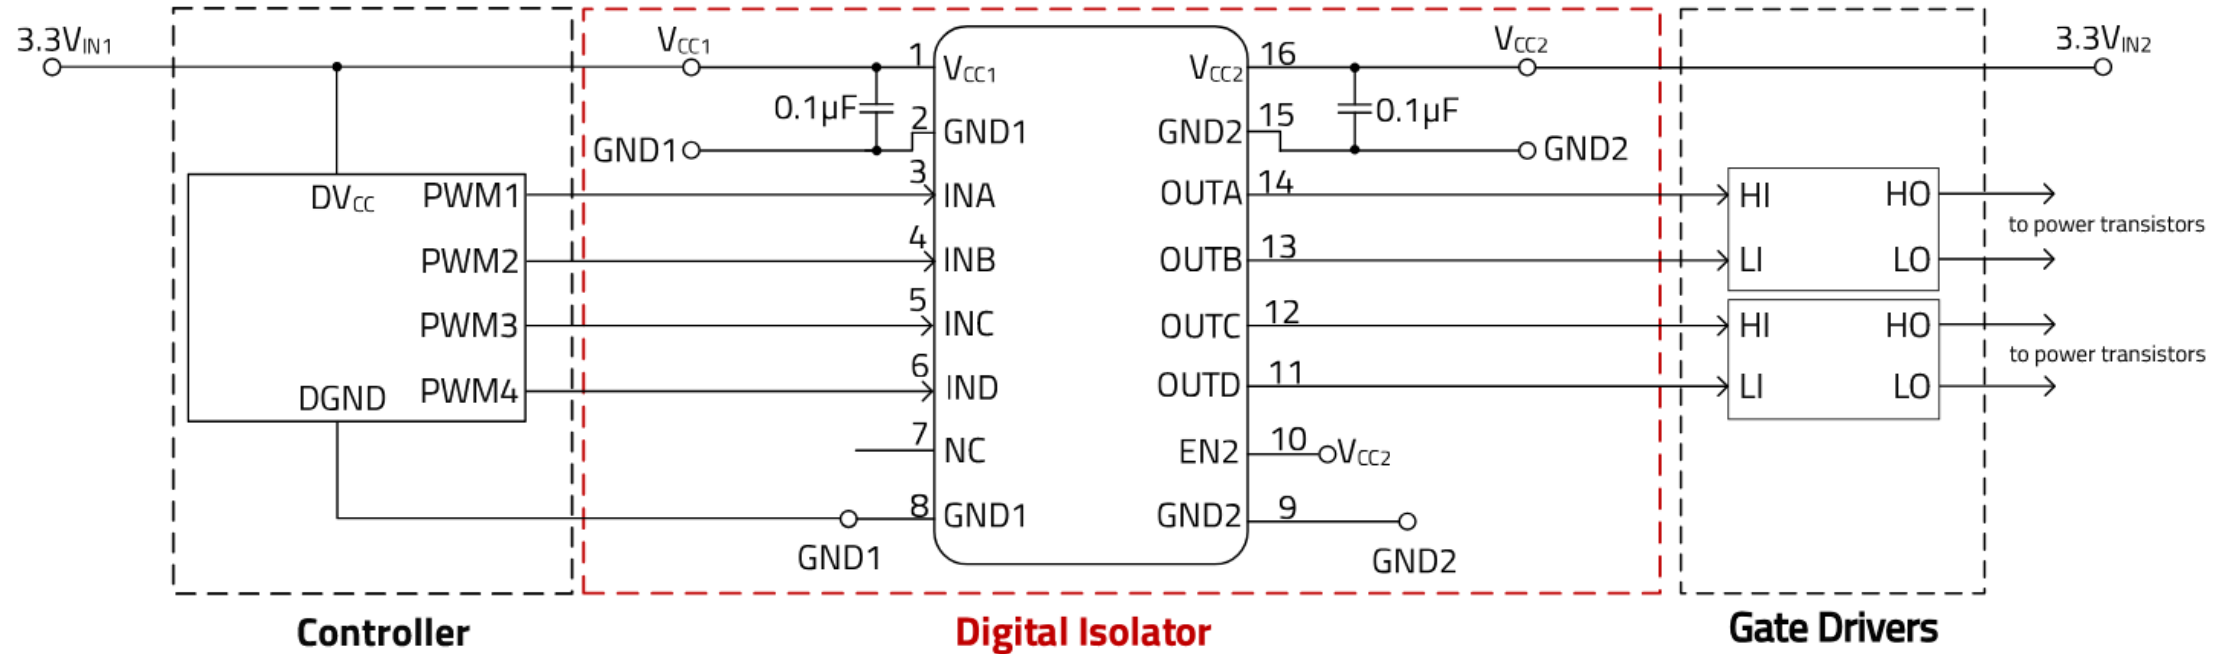 3.3VIN1
VCC1
1
VCC1
VCC2
16
VCC2
3.3VIN2
0.1µF
2
GND1
GND1
GND2
15
0.1µF
GND2
DVCC
PWM1
3
INA
OUTA
14
HI
HO
to power transistors
PWM2
4
INB
OUTB
13
LI
LO
PWM3
5
INC
OUTC
12
HI
HO
to power transistors
DGND
PWM4
6
IND
OUTD
11
LI
LO
7
NC
EN2
10
VCC2
8
GND1
GND2
9
GND1
GND2
Controller
Digital Isolator
Gate Drivers